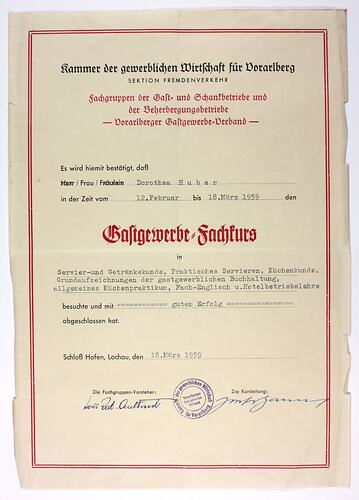 Kammer der gewerblichen Wirtschaft für Vorarlberg
SEKTION FREMDENVERKEHR
Fachgruppen der Gast- und Schankbetriebe und
der Beherbergungsbetriebe
— Vorarlberger Gastgewerbe-Verband —
Es wird hiemit bestätigt, daß
Herr / Frau / Fräulein Dorothea Huber
in der Zeit vom 12.Februar bis 18.März 1959 den
Gastgewerbe-Fachkurs
in
Servier-und Getränkekunde, Praktisches Servieren, Küchenkunde,
Grundaufzeichnungen der gastgewerblichen Buchhaltung,
allgemeines Küchenpraktikum, Fach-Englisch u.Hotelbetriebslehre
besuchte und mit =========== gutem Erfolg ===============
abgeschlossen hat.
Schloß Hofen, Lochau, den 18.März 1959
Die Fachgruppen-Vorsteher: Die Kursleitung: